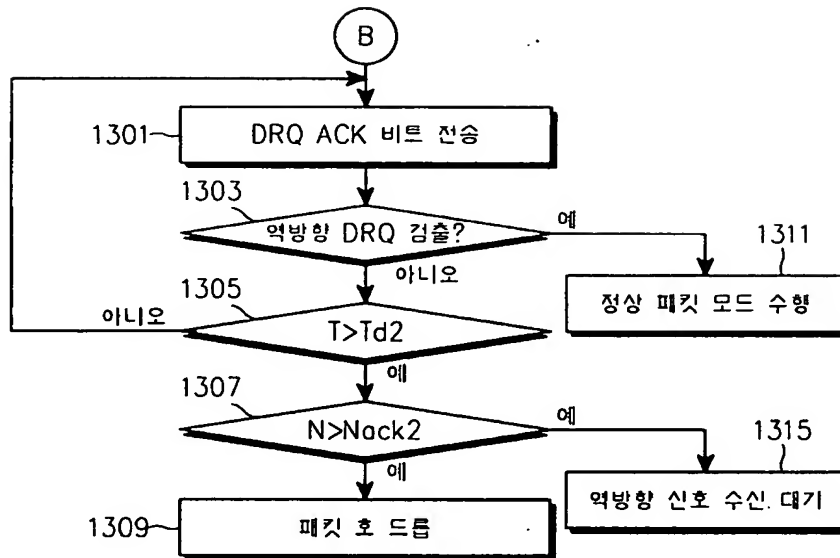 B
1301
DRQ ACK 비트 전송
1303
역방향 DRQ 검출?
예
아니오
1311
정상 패킷 모드 수행
1305
아니오
T>Td2
예
1307
N>Nack2
예
예
1315
역방향 신호 수신 대기
1309
패킷 호 드롭